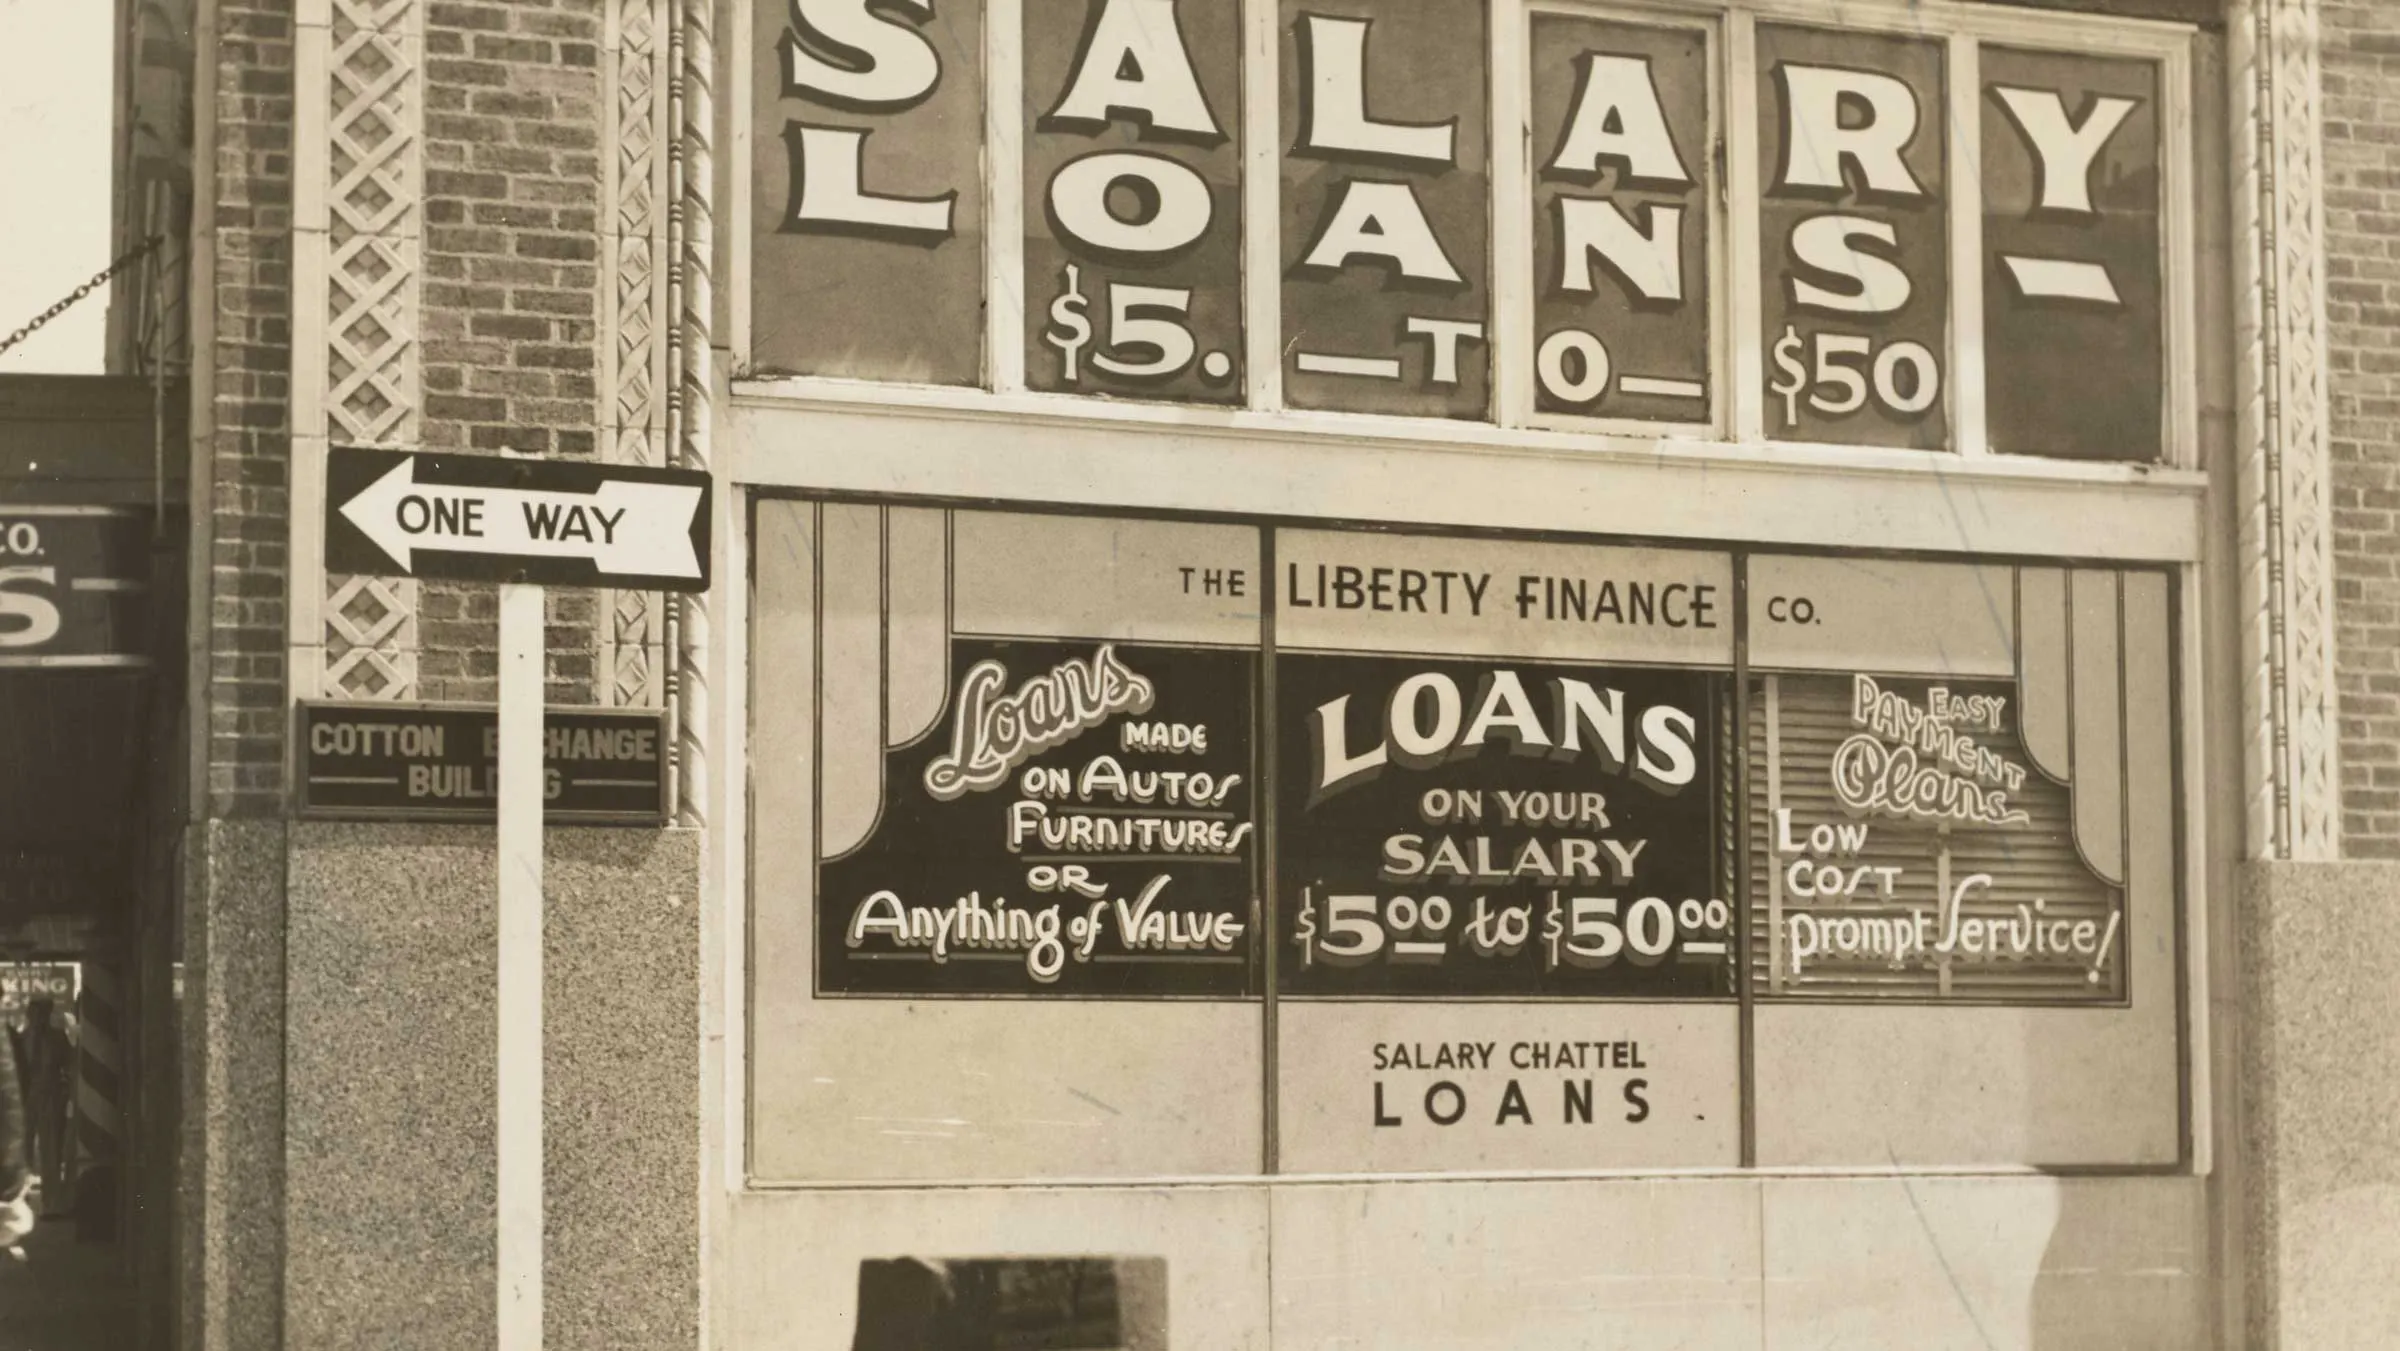 SALARY
LOANS-
$5.-TO-$50
ONE WAY
CO.
COTTON EXCHANGE
BUILDING
THE LIBERTY FINANCE CO.
Loans
MADE
ON AUTOS
FURNITURES
OR
Anything of VALUE
LOANS
ON YOUR
SALARY
$5.00 to $50.00
EASY
PAYMENT
Plans
LOW
COST
prompt Service!
SALARY CHATTEL
LOANS